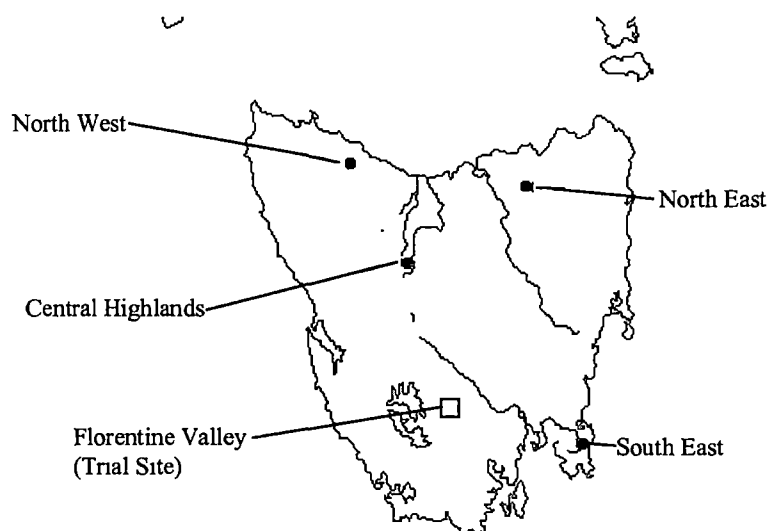 North West
North East
Central Highlands
Florentine Valley
(Trial Site)
South East